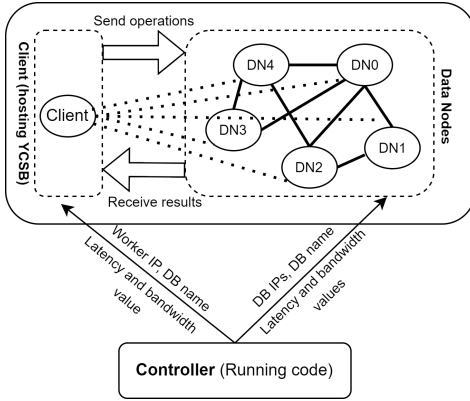 Send operations
Client (hosting YCSB)
Client
DN4
DN0
DN3
DN1
DN2
Data Nodes
Receive results
Worker IP, DB name
Latency and bandwidth
value
DB IPs, DB name
Latency and bandwidth
values
Controller (Running code)